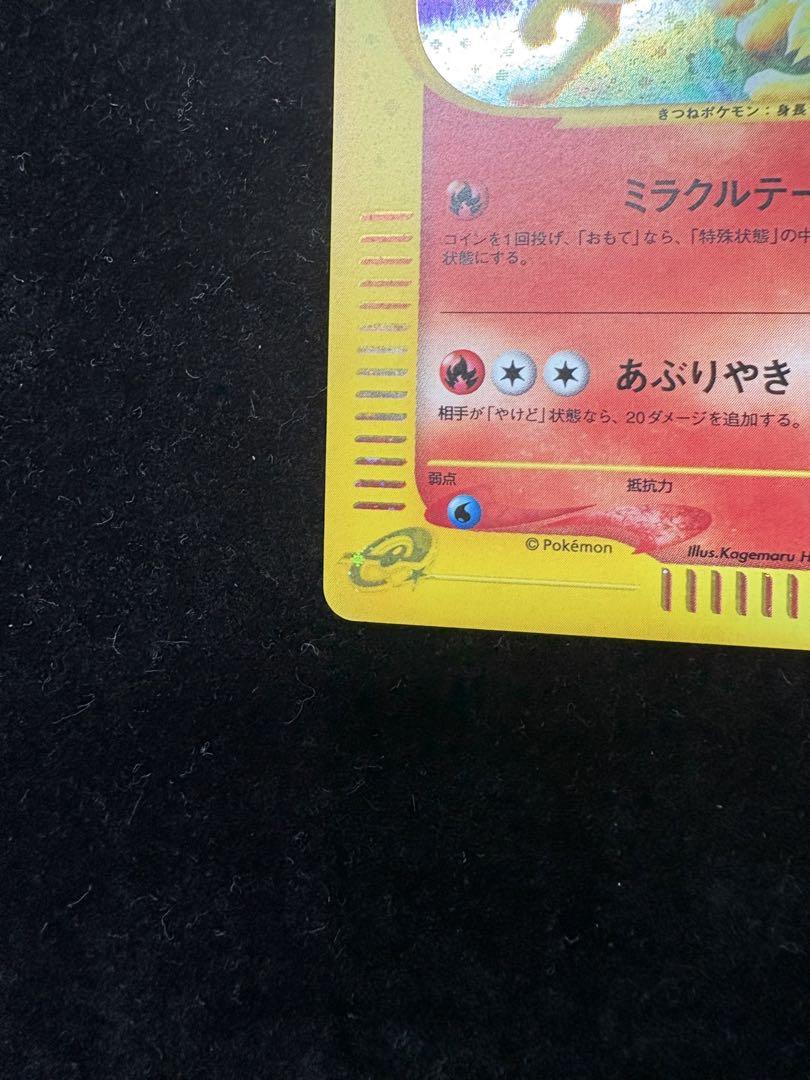 きつねポケモン：身長
ミラクルテー
コインを1回投げ、「おもて」なら、「特殊状態」の中
状態にする。
あぶりやき
相手が「やけど」状態なら、20ダメージを追加する。
弱点 抵抗力
© Pokémon
Illus.Kagemaru H